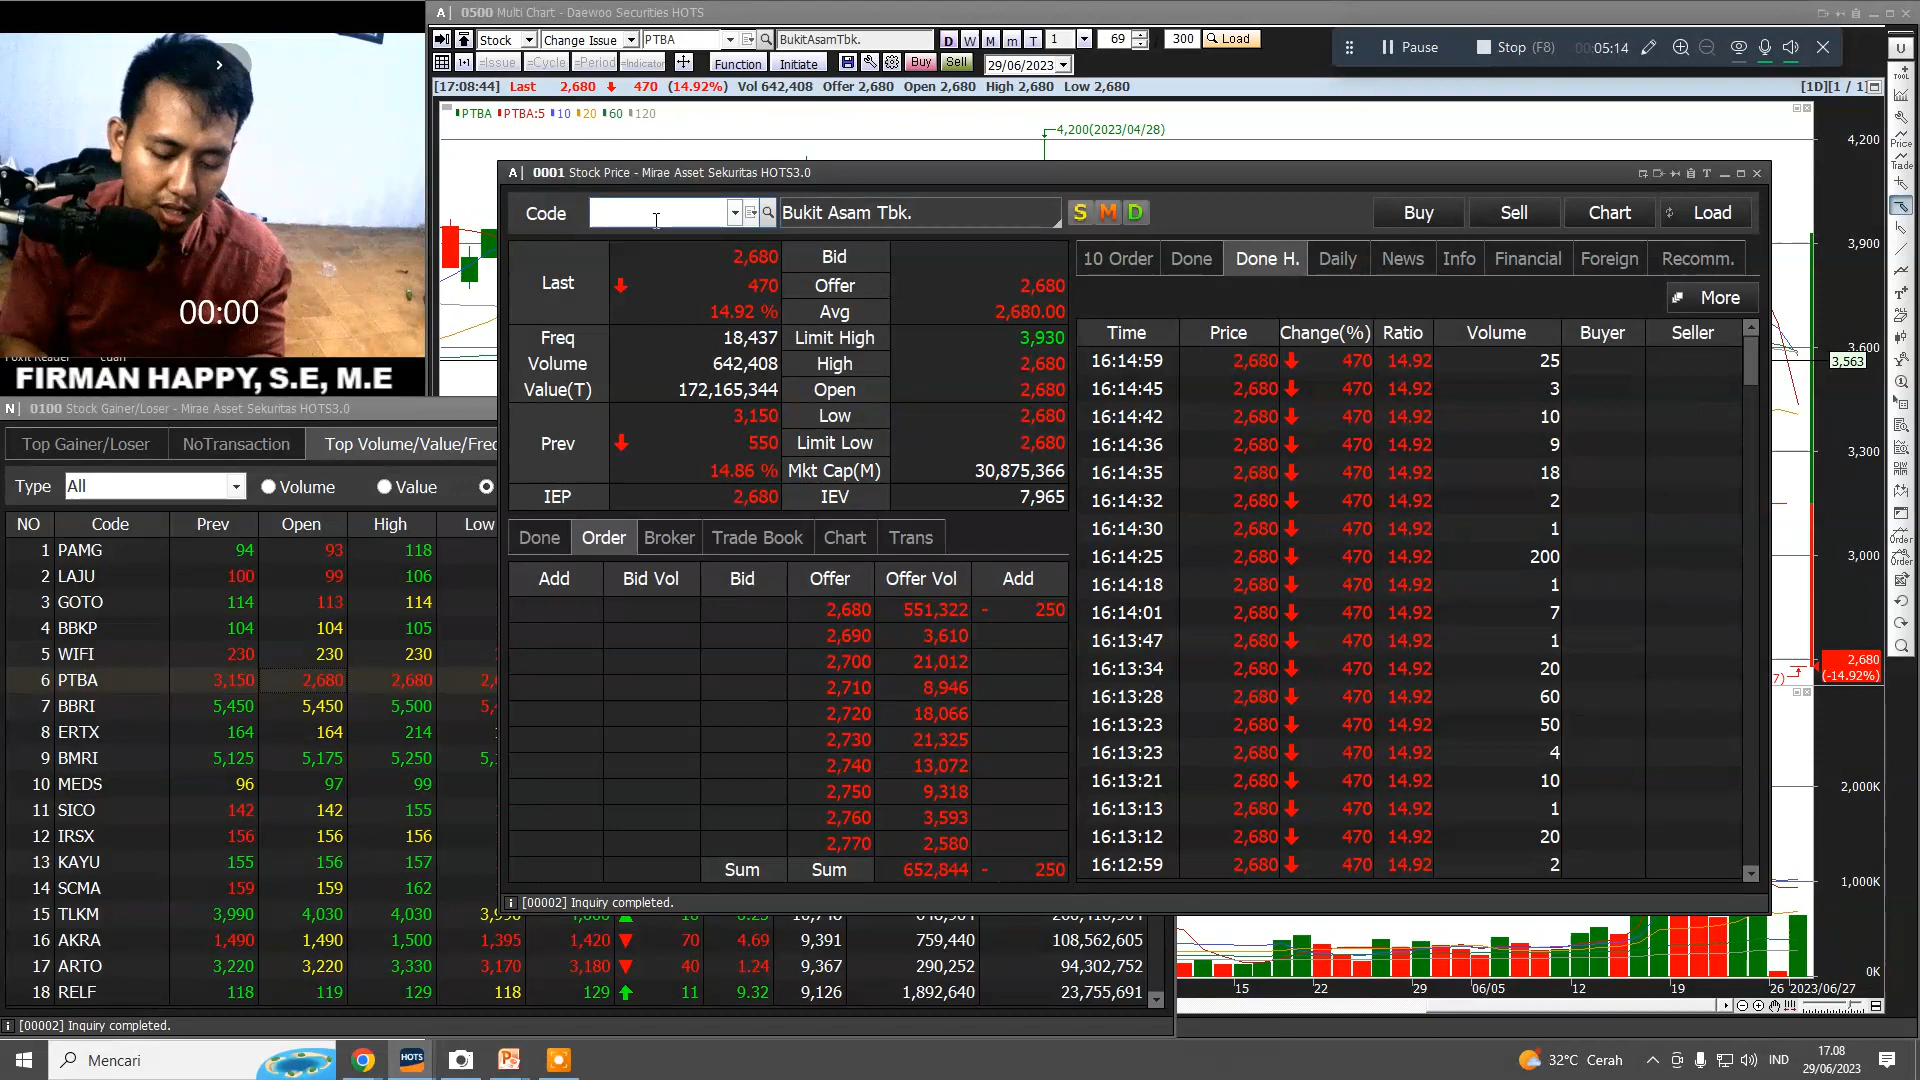 A| 0500 Multi Chart - Daewoo Securities HOTS
Stock Change Issue PTBA BukitAsamTbk. D W M m T 1 69 300 Load
Pause Stop (F8) 00:05:14
=Issue =Cycle =Period =Indicator Function Initiate Buy Sell 29/06/2023
[17:08:44] Last 2,680 470 (14.92%) Vol 642,408 Offer 2,680 Open 2,680 High 2,680 Low 2,680 [1D][1 / 1]
PTBA PTBA:5 10 20 60 120
4,200(2023/04/28)
4,200
3,900
3,600
3,563
3,300
3,000
2,680
(-14.92%)
2,000K
1,000K
0K
15 22 29 06/05 12 19 26 2023/06/27
U
TOOL
Price
Trade
Order
Order
00:00
Foxit Reader cuan
FIRMAN HAPPY, S.E, M.E
A| 0001 Stock Price - Mirae Asset Sekuritas HOTS3.0
Code Bukit Asam Tbk. S M D Buy Sell Chart Load
Last 2,680 Bid
470 Offer 2,680
14.92 % Avg 2,680.00
Freq 18,437 Limit High 3,930
Volume 642,408 High 2,680
Value(T) 172,165,344 Open 2,680
Prev 3,150 Low 2,680
550 Limit Low 2,680
14.86 % Mkt Cap(M) 30,875,366
IEP 2,680 IEV 7,965
Done Order Broker Trade Book Chart Trans
Add Bid Vol Bid Offer Offer Vol Add
2,680 551,322 - 250
2,690 3,610
2,700 21,012
2,710 8,946
2,720 18,066
2,730 21,325
2,740 13,072
2,750 9,318
2,760 3,593
2,770 2,580
Sum Sum 652,844 - 250
10 Order Done Done H. Daily News Info Financial Foreign Recomm.
More
Time Price Change(%) Ratio Volume Buyer Seller
16:14:59 2,680 470 14.92 25
16:14:45 2,680 470 14.92 3
16:14:42 2,680 470 14.92 10
16:14:36 2,680 470 14.92 9
16:14:35 2,680 470 14.92 18
16:14:32 2,680 470 14.92 2
16:14:30 2,680 470 14.92 1
16:14:25 2,680 470 14.92 200
16:14:18 2,680 470 14.92 1
16:14:01 2,680 470 14.92 7
16:13:47 2,680 470 14.92 1
16:13:34 2,680 470 14.92 20
16:13:28 2,680 470 14.92 60
16:13:23 2,680 470 14.92 50
16:13:23 2,680 470 14.92 4
16:13:21 2,680 470 14.92 10
16:13:13 2,680 470 14.92 1
16:13:12 2,680 470 14.92 20
16:12:59 2,680 470 14.92 2
[00002] Inquiry completed.
N| 0100 Stock Gainer/Loser - Mirae Asset Sekuritas HOTS3.0
Top Gainer/Loser NoTransaction Top Volume/Value/Fre
Type All Volume Value
NO Code Prev Open High Low
1 PAMG 94 93 118
2 LAJU 100 99 106
3 GOTO 114 113 114
4 BBKP 104 104 105
5 WIFI 230 230 230
6 PTBA 3,150 2,680 2,680
7 BBRI 5,450 5,450 5,500
8 ERTX 164 164 214
9 BMRI 5,125 5,175 5,250
10 MEDS 96 97 99
11 SICO 142 142 155
12 IRSX 156 156 156
13 KAYU 155 156 157
14 SCMA 159 159 162
15 TLKM 3,990 4,030 4,030
16 AKRA 1,490 1,490 1,500 1,395 1,420 70 4.69 9,391 759,440 108,562,605
17 ARTO 3,220 3,220 3,330 3,170 3,180 40 1.24 9,367 290,252 94,302,752
18 RELF 118 119 129 118 129 11 9.32 9,126 1,892,640 23,755,691
[00002] Inquiry completed.
Mencari HOTS 32°C Cerah IND 17.08
29/06/2023